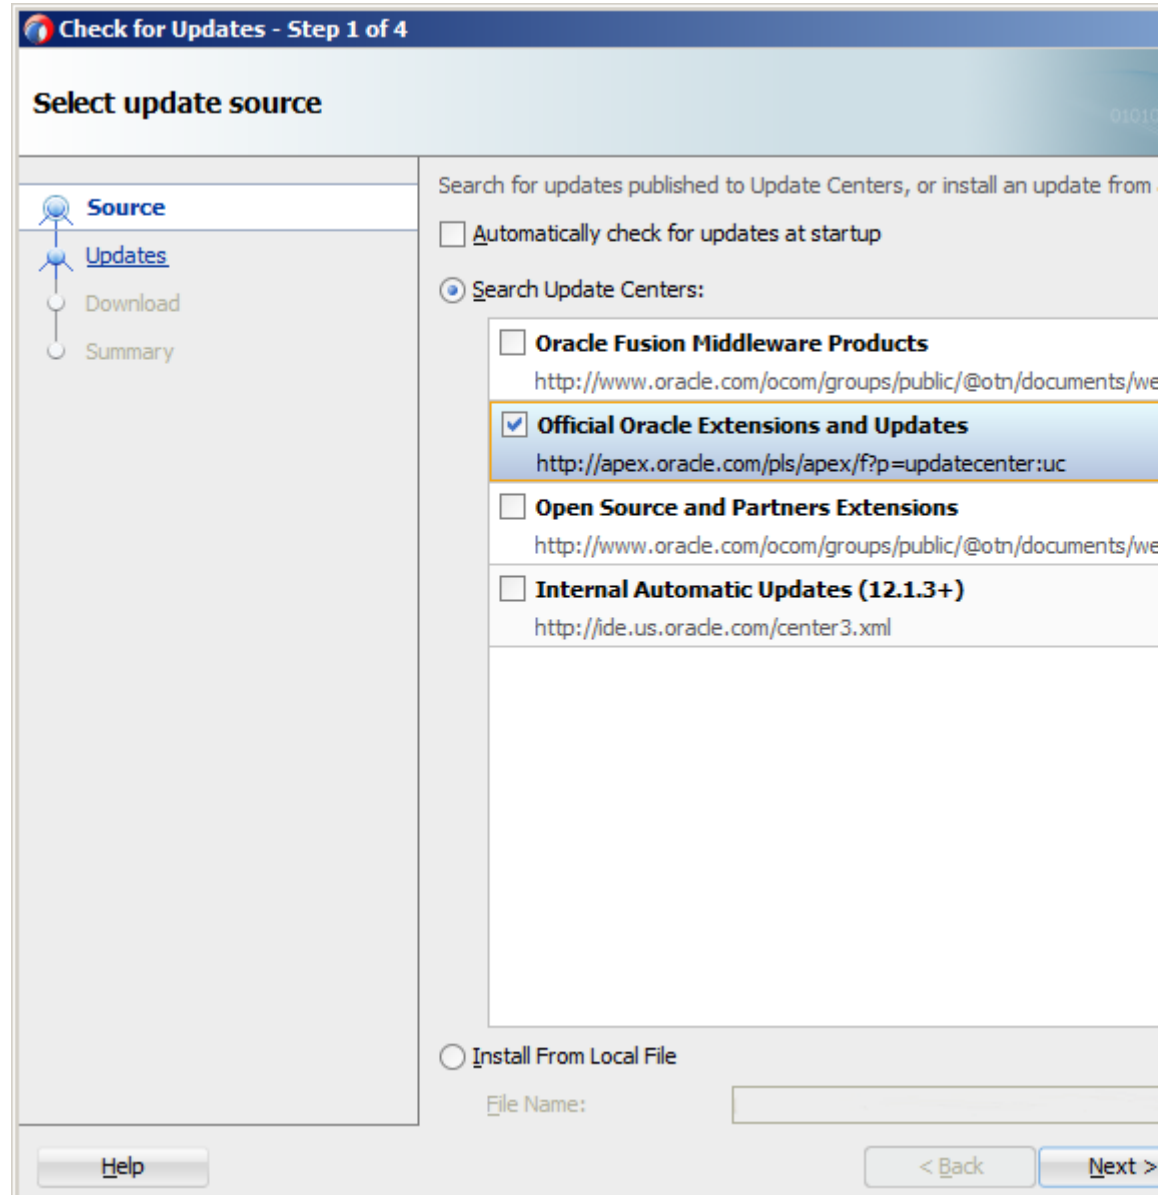 Check for Updates - Step 1 of 4
Select update source
01010
Source
Updates
Download
Summary
Search for updates published to Update Centers, or install an update from
Automatically check for updates at startup
Search Update Centers:
Oracle Fusion Middleware Products
http://www.oracle.com/ocom/groups/public/@otn/documents/we
Official Oracle Extensions and Updates
http://apex.oracle.com/pls/apex/f?p=updatecenter:uc
Open Source and Partners Extensions
http://www.oracle.com/ocom/groups/public/@otn/documents/we
Internal Automatic Updates (12.1.3+)
http://ide.us.oracle.com/center3.xml
Install From Local File
File Name:
Help
< Back
Next >